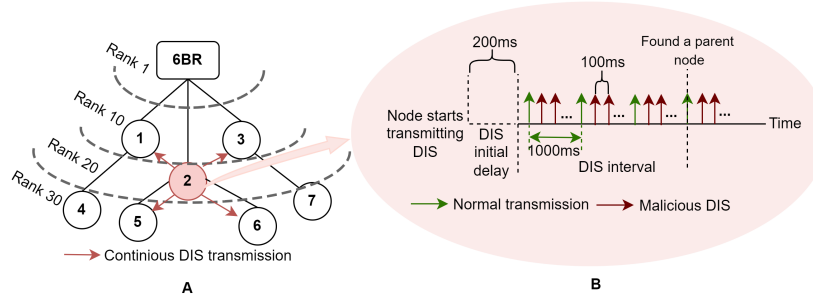 Rank 1
6BR
Rank 10
1
3
Rank 20
2
Rank 30
4
5
6
7
Continious DIS transmission
A
200ms
Found a parent
node
100ms
Node starts
transmitting
DIS
DIS
initial
delay
...
...
...
...
Time
1000ms
DIS interval
Normal transmission
Malicious DIS
B